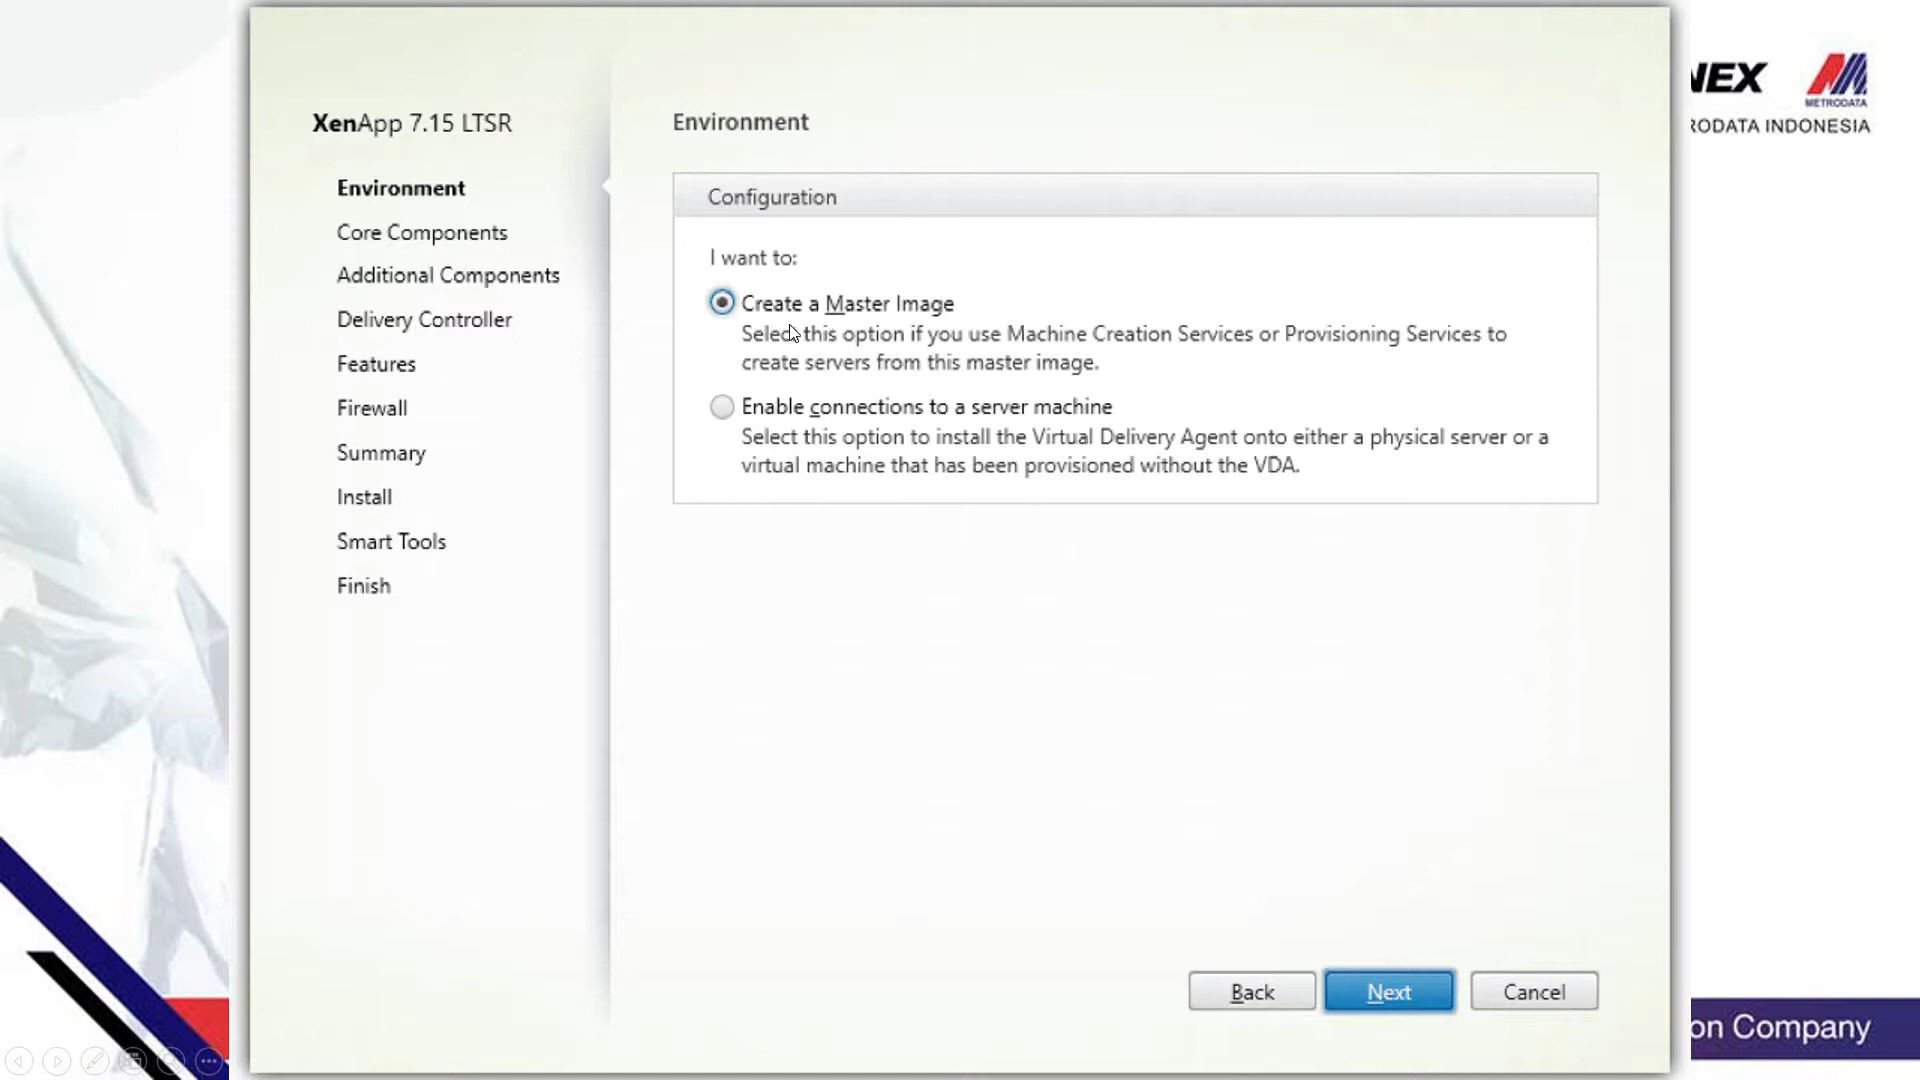 XenApp 7.15 LTSR
Environment
Core Components
Additional Components
Delivery Controller
Features
Firewall
Summary
Install
Smart Tools
Finish
Environment
Configuration
I want to:
Create a Master Image
Select this option if you use Machine Creation Services or Provisioning Services to
create servers from this master image.
Enable connections to a server machine
Select this option to install the Virtual Delivery Agent onto either a physical server or a
virtual machine that has been provisioned without the VDA.
Back
Next
Cancel
NEX
METRODATA
RODATA INDONESIA
on Company